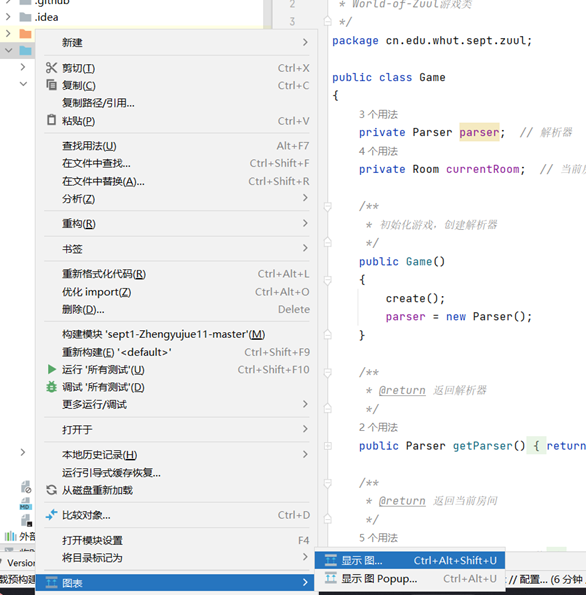 .github
.idea
新建
剪切(T) Ctrl+X
复制(C) Ctrl+C
复制路径/引用...
粘贴(P) Ctrl+V
查找用法(U) Alt+F7
在文件中查找... Ctrl+Shift+F
在文件中替换(A)... Ctrl+Shift+R
分析(Z)
重构(R)
书签
重新格式化代码(R) Ctrl+Alt+L
优化 import(Z) Ctrl+Alt+O
删除(D)... Delete
构建模块 'sept1-Zhengyujue11-master'(M)
重新构建(E) '<default>' Ctrl+Shift+F9
运行 '所有测试'(U) Ctrl+Shift+F10
调试 '所有测试'(D)
更多运行/调试
打开于
本地历史记录(H)
运行引导式缓存恢复...
从磁盘重新加载
比较对象... Ctrl+D
打开模块设置 F4
将目录标记为
图表
显示 图... Ctrl+Alt+Shift+U
显示 图 Popup... Ctrl+Alt+U
MD
外部
Version
载预构建
// 配置... (6 分钟
2 * World-of-Zuul游戏类
3 */
package cn.edu.whut.sept.zuul;
public class Game
{
3 个用法
private Parser parser; // 解析器
4 个用法
private Room currentRoom; // 当前
/**
* 初始化游戏，创建解析器
*/
public Game()
{
create();
parser = new Parser();
}
/**
* @return 返回解析器
*/
2 个用法
public Parser getParser() { return
/**
* @return 返回当前房间
*/
5 个用法